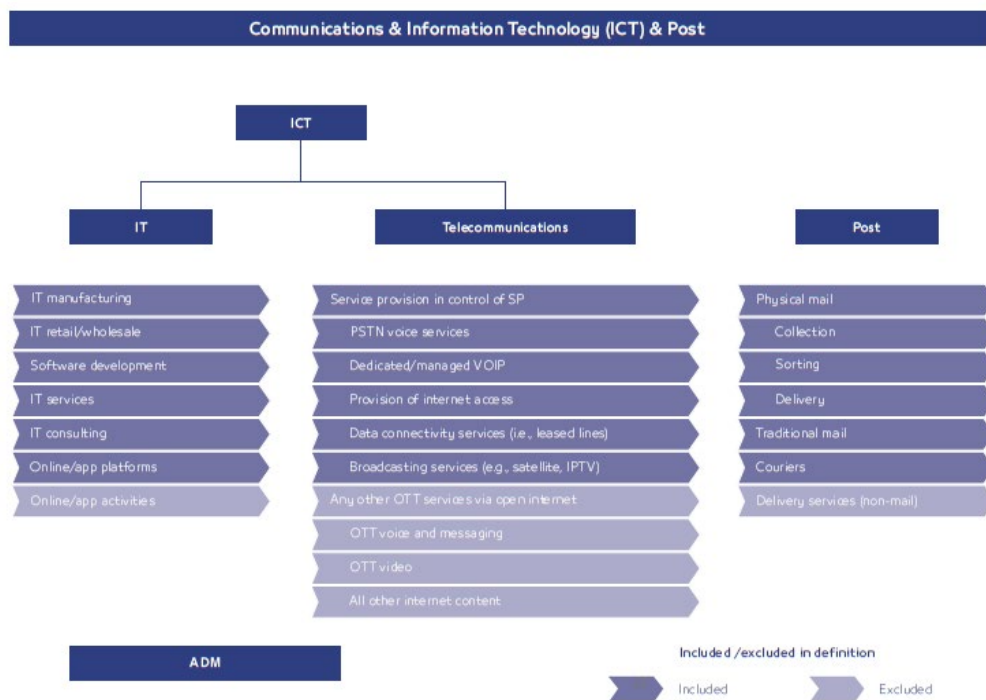 Communications & Information Technology (ICT) & Post
ICT
IT
Telecommunications
Post
IT manufacturing
IT retail/wholesale
Software development
IT services
IT consulting
Online/app platforms
Online/app activities
Service provision in control of SP
PSTN voice services
Dedicated/managed VOIP
Provision of internet access
Data connectivity services (i.e., leased lines)
Broadcasting services (e.g., satellite, IPTV)
Any other OTT services via open internet
OTT voice and messaging
OTT video
All other internet content
Physical mail
Collection
Sorting
Delivery
Traditional mail
Couriers
Delivery services (non-mail)
ADM
Included /excluded in definition
Included
Excluded